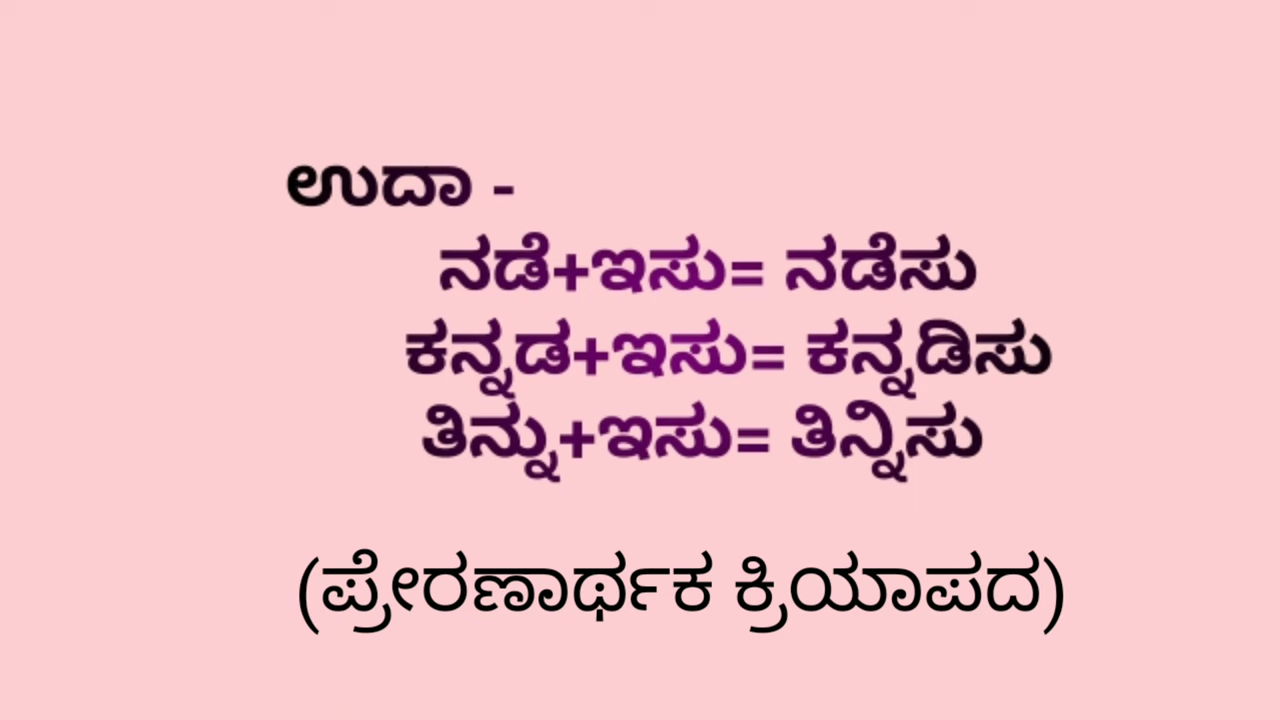 ಉದಾ -
ನಡೆ+ಇಸು= ನಡೆಸು
ಕನ್ನಡ+ಇಸು= ಕನ್ನಡಿಸು
ತಿನ್ನು+ಇಸು= ತಿನ್ನಿಸು
(ಪ್ರೇರಣಾರ್ಥಕ ಕ್ರಿಯಾಪದ)